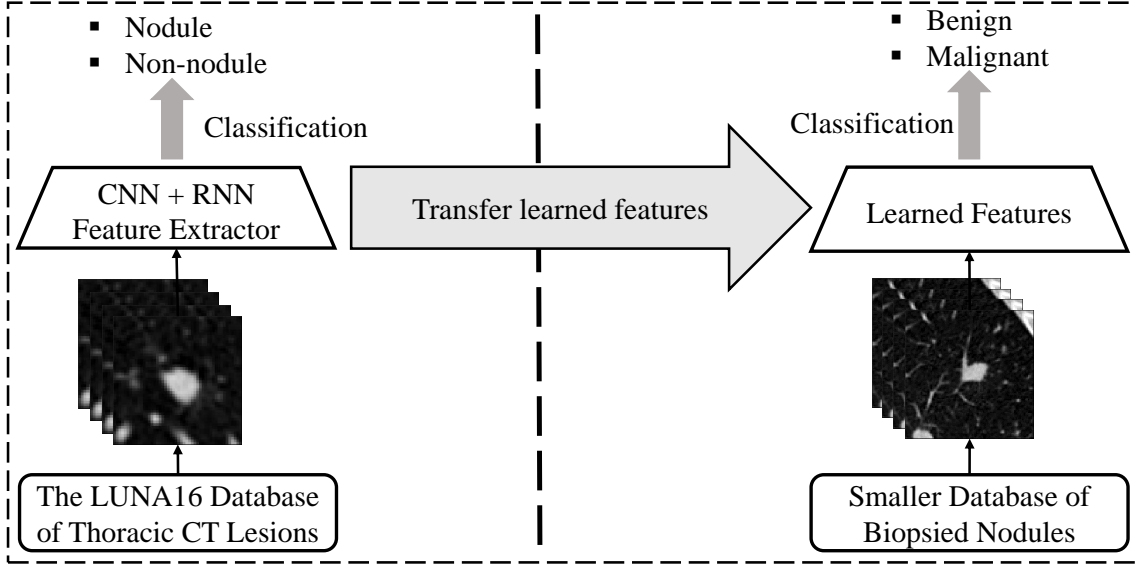 Nodule
Non-nodule
Classification
CNN + RNN
Feature Extractor
The LUNA16 Database
of Thoracic CT Lesions
Transfer learned features
Benign
Malignant
Classification
Learned Features
Smaller Database of
Biopsied Nodules